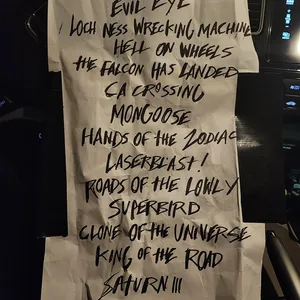 EVIL EYE
LOCH NESS WRECKING MACHINE
HELL ON WHEELS
THE FALCON HAS LANDED
CA CROSSING
MONGOOSE
HANDS OF THE ZODIAC
LASERBLAST!
ROADS OF THE LOWLY
SUPERBIRD
CLONE OF THE UNIVERSE
KING OF THE ROAD
SATURN III